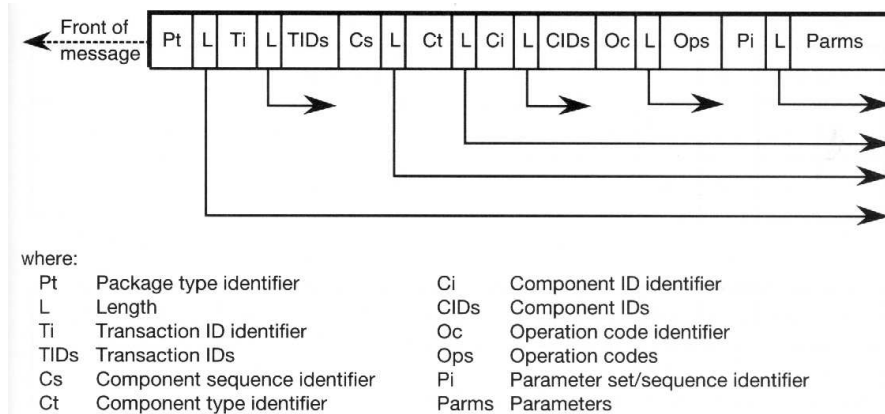 Front of
message
Pt L Ti L TIDs Cs L Ct L Ci L CIDs Oc L Ops Pi L Parms
where:
Pt Package type identifier Ci Component ID identifier
L Length CIDs Component IDs
Ti Transaction ID identifier Oc Operation code identifier
TIDs Transaction IDs Ops Operation codes
Cs Component sequence identifier Pi Parameter set/sequence identifier
Ct Component type identifier Parms Parameters